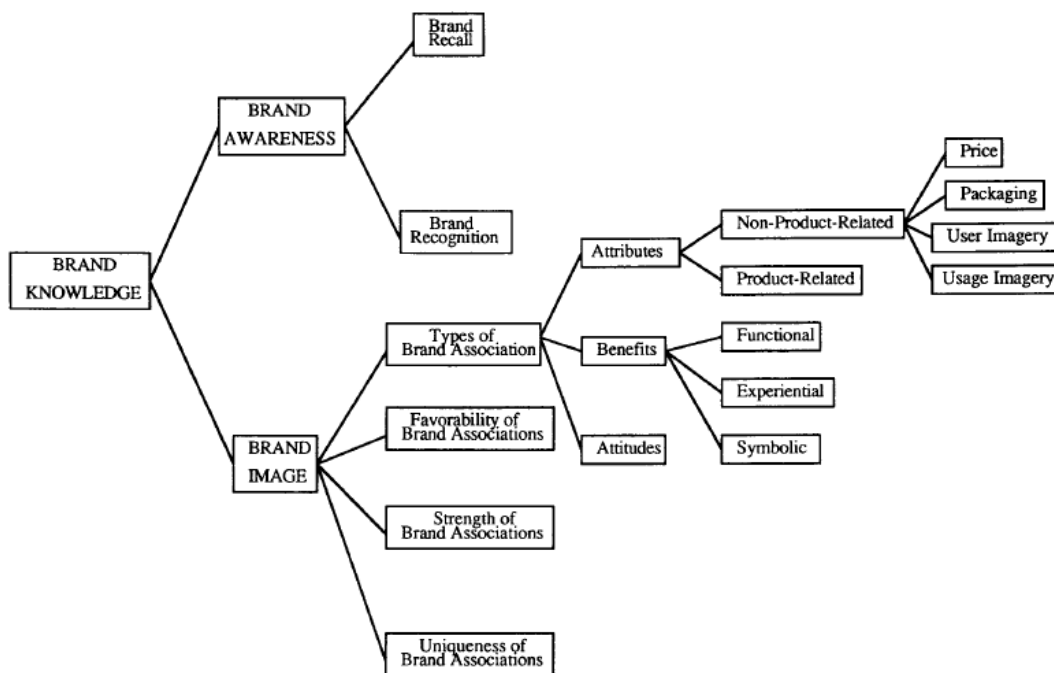 Brand
Recall
BRAND
AWARENESS
Price
Packaging
Brand
Recognition
Non-Product-Related
User Imagery
Attributes
BRAND
KNOWLEDGE
Product-Related
Usage Imagery
Types of
Brand Association
Benefits
Functional
Experiential
Favorability of
Brand Associations
BRAND
IMAGE
Attitudes
Symbolic
Strength of
Brand Associations
Uniqueness of
Brand Associations